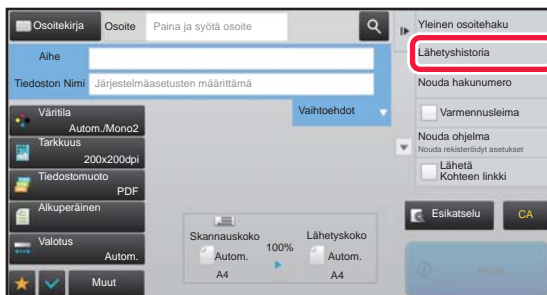 Osoitekirja
Osoite
Paina ja syötä osoite
Aihe
Tiedoston Nimi
Järjestelmäasetusten määrittämä
Vaihtoehdot
Väritila
Autom./Mono2
Tarkkuus
200x200dpi
Tiedostomuoto
PDF
Alkuperäinen
Valotus
Autom.
Muut
Skannauskoko
Autom.
A4
100%
Lähetyskoko
Autom.
A4
Yleinen osoitehaku
Lähetyshistoria
Nouda hakunumero
Varmennusleima
Nouda ohjelma
Nouda rekisteröidyt asetukset
Lähetä
Kohteen linkki
Esikatselu
CA
Aloita